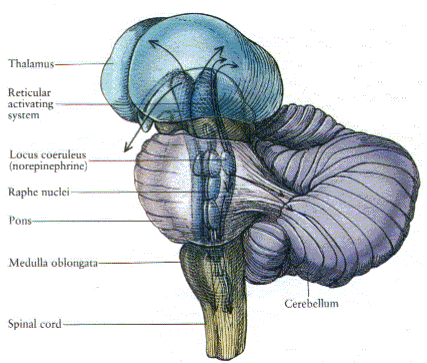 Thalamus
Reticular
activating
system
Locus coeruleus
(norepinephrine)
Raphe nuclei
Pons
Medulla oblongata
Cerebellum
Spinal cord